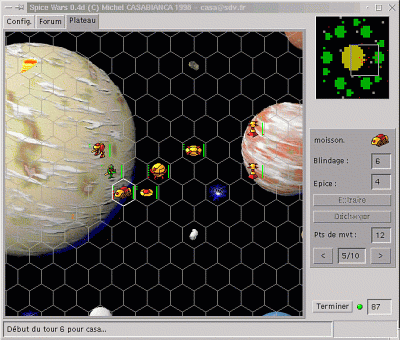 Spice Wars 0.4d (C) Michel CASABIANCA 1998 - casa@sdv.fr
Config. Forum Plateau
moisson.
Blindage : 6
Epice : 4
Extraire
Décharger
Pts de mvt : 12
< 5/10 >
Terminer 87
Début du tour 6 pour casa...